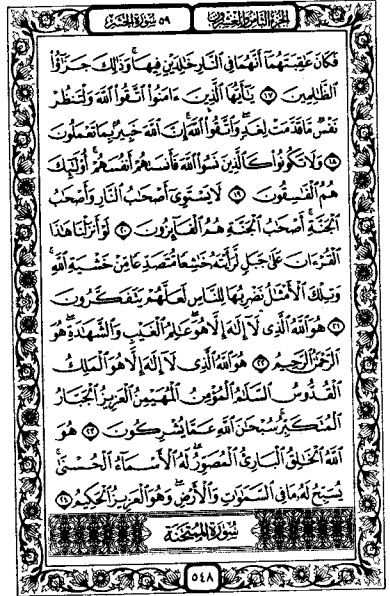 الجزء الثامن والعشرون ٥٩ سورة الحشر
فَكَانَ عَٰقِبَتَهُمَآ أَنَّهُمَا فِى ٱلنَّارِ خَٰلِدَيْنِ فِيهَا ۚ وَذَٰلِكَ جَزَٰٓؤُا۟
ٱلظَّٰلِمِينَ ١٧ يَٰٓأَيُّهَا ٱلَّذِينَ ءَامَنُوا۟ ٱتَّقُوا۟ ٱللَّهَ وَلْتَنظُرْ
نَفْسٌ مَّا قَدَّمَتْ لِغَدٍ ۖ وَٱتَّقُوا۟ ٱللَّهَ ۚ إِنَّ ٱللَّهَ خَبِيرٌۢ بِمَا تَعْمَلُونَ
١٨ وَلَا تَكُونُوا۟ كَٱلَّذِينَ نَسُوا۟ ٱللَّهَ فَأَنسَىٰهُمْ أَنفُسَهُمْ ۚ أُو۟لَٰٓئِكَ
هُمُ ٱلْفَٰسِقُونَ ١٩ لَا يَسْتَوِىٓ أَصْحَٰبُ ٱلنَّارِ وَأَصْحَٰبُ
ٱلْجَنَّةِ ۚ أَصْحَٰبُ ٱلْجَنَّةِ هُمُ ٱلْفَآئِزُونَ ٢٠ لَوْ أَنزَلْنَا هَٰذَا
ٱلْقُرْءَانَ عَلَىٰ جَبَلٍ لَّرَأَيْتَهُۥ خَٰشِعًا مُّتَصَدِّعًا مِّنْ خَشْيَةِ ٱللَّهِ ۚ
وَتِلْكَ ٱلْأَمْثَٰلُ نَضْرِبُهَا لِلنَّاسِ لَعَلَّهُمْ يَتَفَكَّرُونَ
٢١ هُوَ ٱللَّهُ ٱلَّذِى لَآ إِلَٰهَ إِلَّا هُوَ ۖ عَٰلِمُ ٱلْغَيْبِ وَٱلشَّهَٰدَةِ ۖ هُوَ
ٱلرَّحْمَٰنُ ٱلرَّحِيمُ ٢٢ هُوَ ٱللَّهُ ٱلَّذِى لَآ إِلَٰهَ إِلَّا هُوَ ٱلْمَلِكُ
ٱلْقُدُّوسُ ٱلسَّلَٰمُ ٱلْمُؤْمِنُ ٱلْمُهَيْمِنُ ٱلْعَزِيزُ ٱلْجَبَّارُ
ٱلْمُتَكَبِّرُ ۚ سُبْحَٰنَ ٱللَّهِ عَمَّا يُشْرِكُونَ ٢٣ هُوَ
ٱللَّهُ ٱلْخَٰلِقُ ٱلْبَارِئُ ٱلْمُصَوِّرُ ۖ لَهُ ٱلْأَسْمَآءُ ٱلْحُسْنَىٰ ۚ
يُسَبِّحُ لَهُۥ مَا فِى ٱلسَّمَٰوَٰتِ وَٱلْأَرْضِ ۖ وَهُوَ ٱلْعَزِيزُ ٱلْحَكِيمُ ٢٤
سورة الممتحنة
٥٤٨